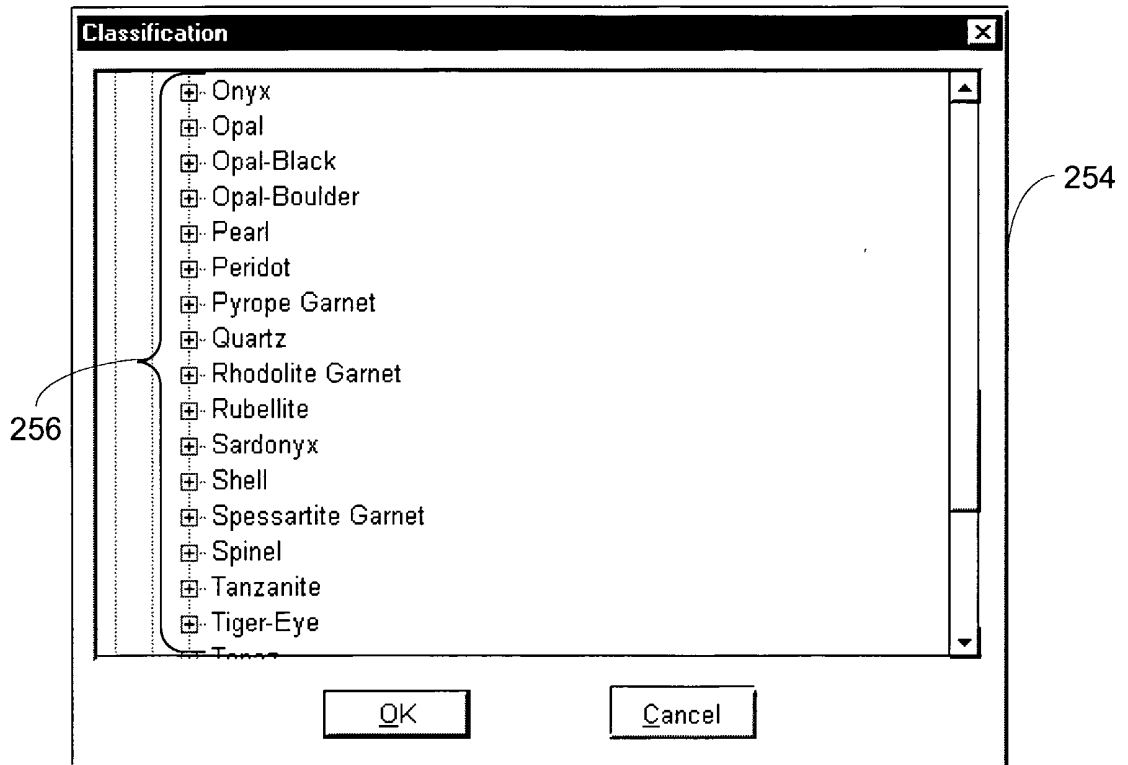 Classification
Onyx
Opal
Opal-Black
Opal-Boulder
254
Pearl
Peridot
Pyrope Garnet
Quartz
Rhodolite Garnet
Rubellite
256
Sardonyx
Shell
Spessartite Garnet
Spinel
Tanzanite
Tiger-Eye
OK
Cancel